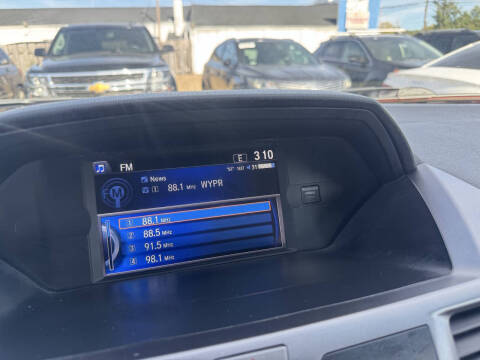 FM
E 3:10
News
1 88.1 MHz WYPR
1 88.1 MHz
2 88.5 MHz
3 91.5 MHz
4 98.1 MHz